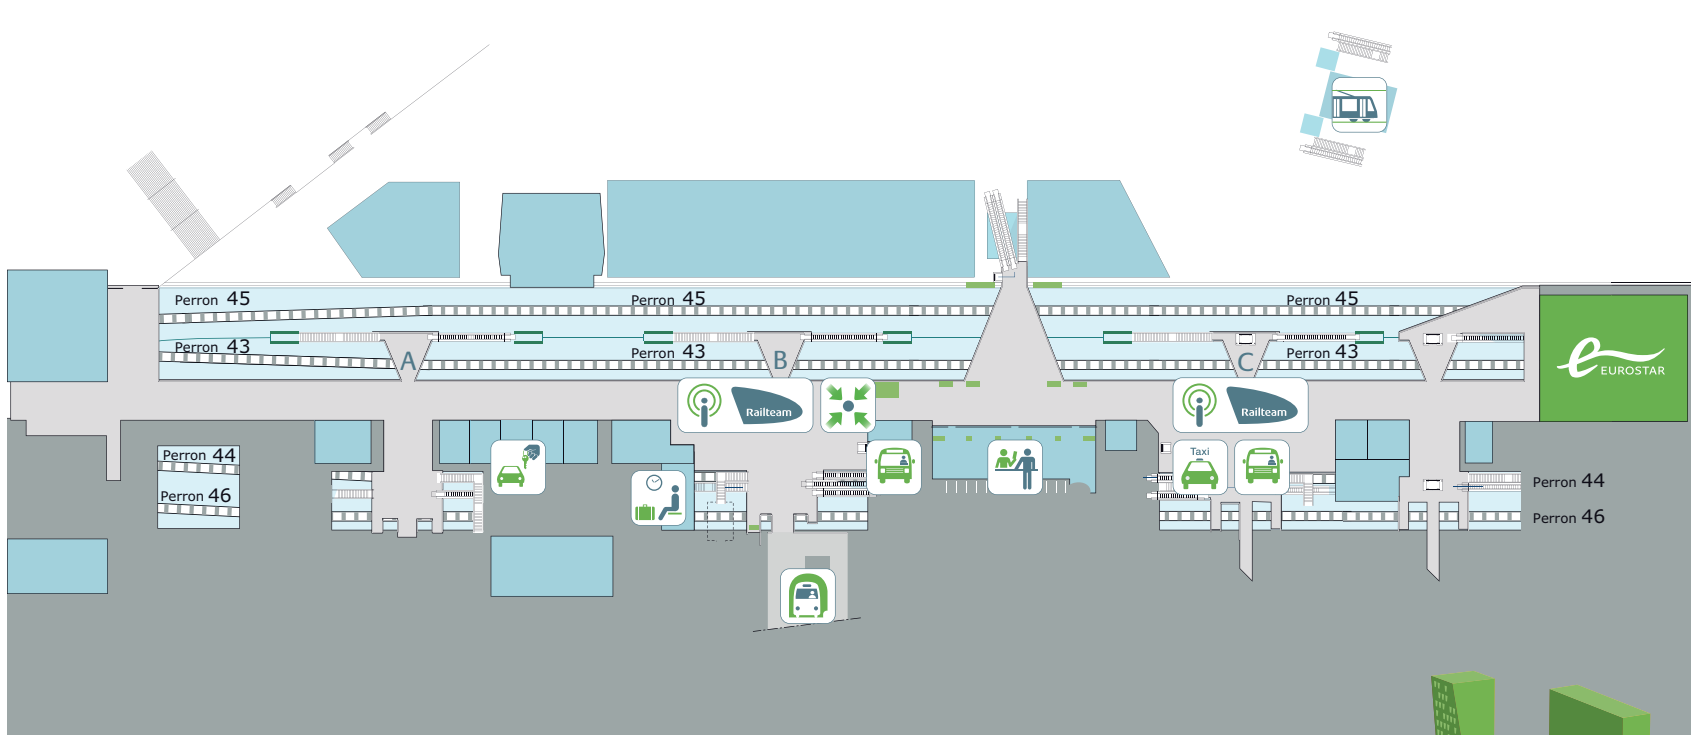 Perron 45
Perron 45
Perron 45
Perron 43
Perron 43
Perron 43
A
B
C
EUROSTAR
Railteam
Railteam
Perron 44
Perron 46
Taxi
Perron 44
Perron 46